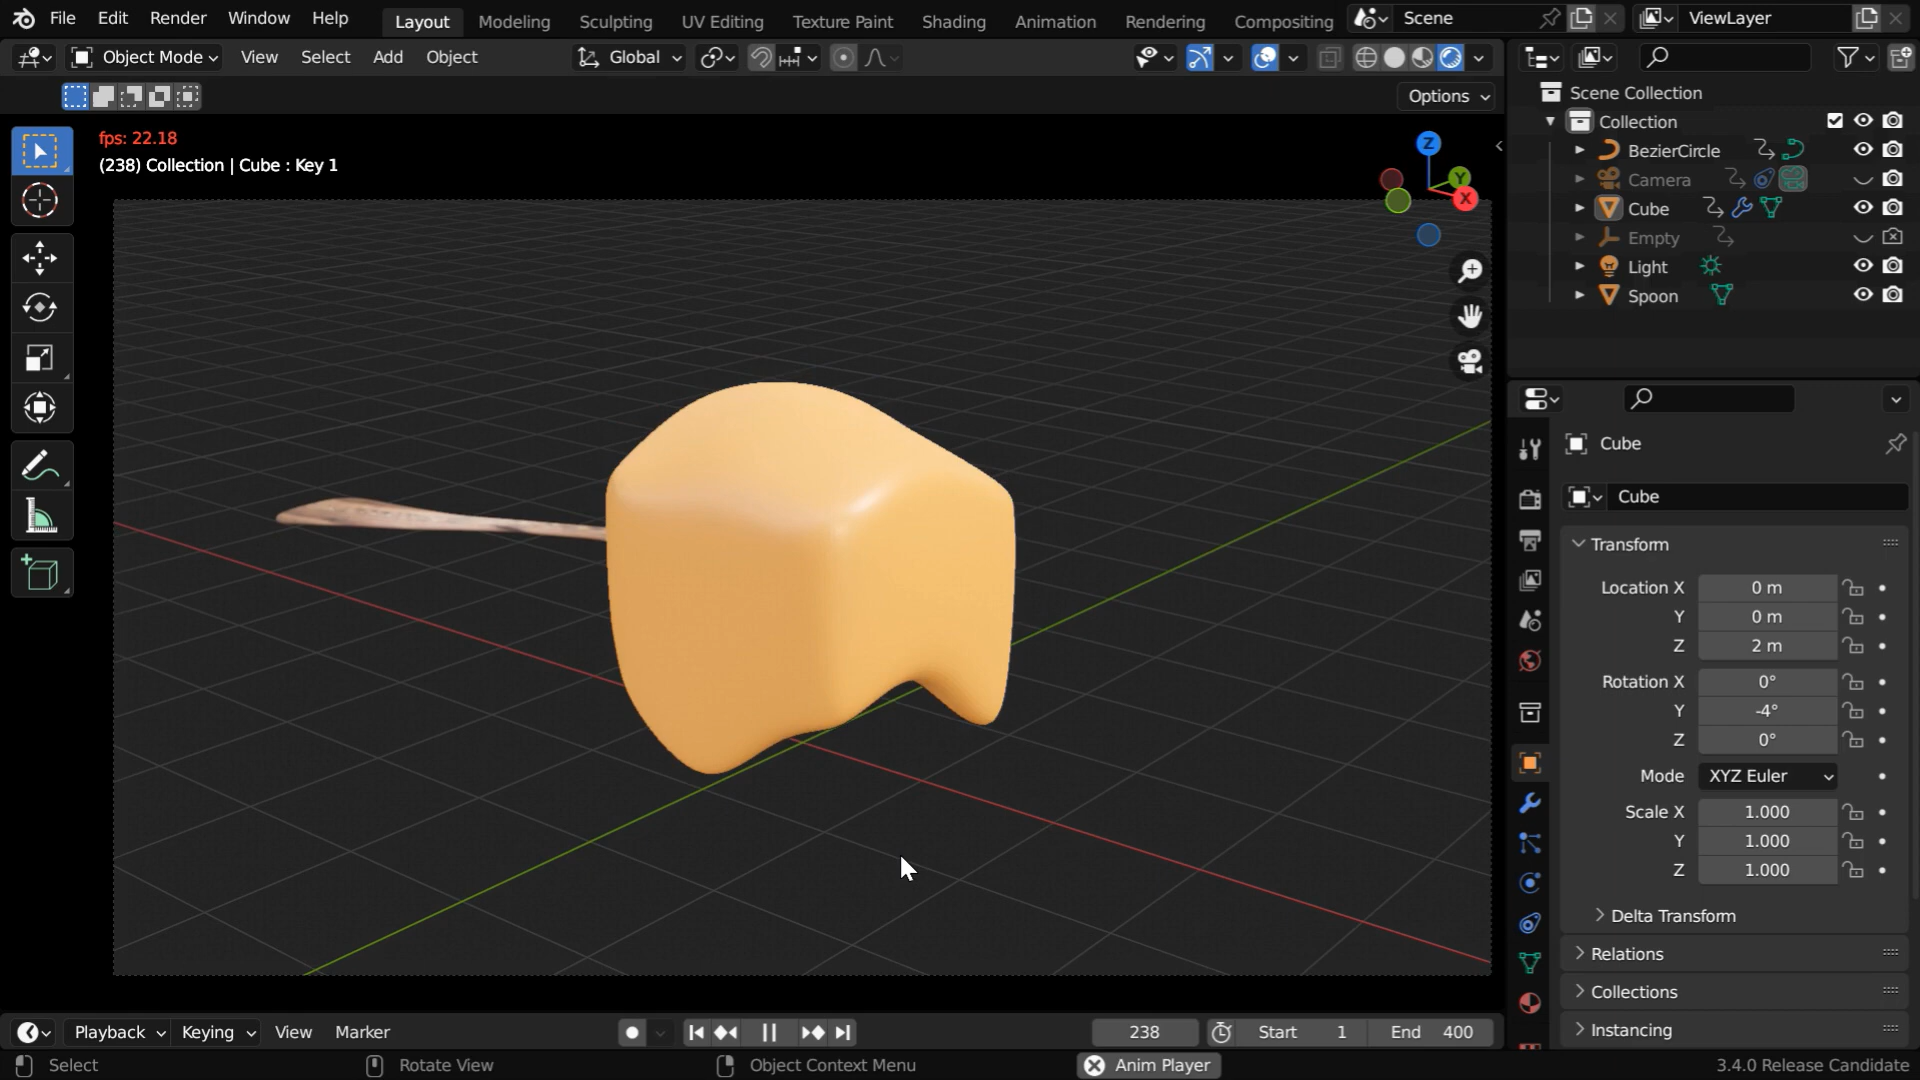 File Edit Render Window Help Layout Modeling Sculpting UV Editing Texture Paint Shading Animation Rendering Compositing Scene ViewLayer
Object Mode View Select Add Object Global
Options
fps: 22.18
(238) Collection | Cube : Key 1
Z
Y
X
Scene Collection
Collection
BezierCircle
Camera
Cube
Empty
Light
Spoon
Cube
Cube
Transform
Location X 0 m
Y 0 m
Z 2 m
Rotation X 0°
Y -4°
Z 0°
Mode XYZ Euler
Scale X 1.000
Y 1.000
Z 1.000
Delta Transform
Relations
Collections
Instancing
Playback Keying View Marker 238 Start 1 End 400
Select Rotate View Object Context Menu Anim Player 3.4.0 Release Candidate